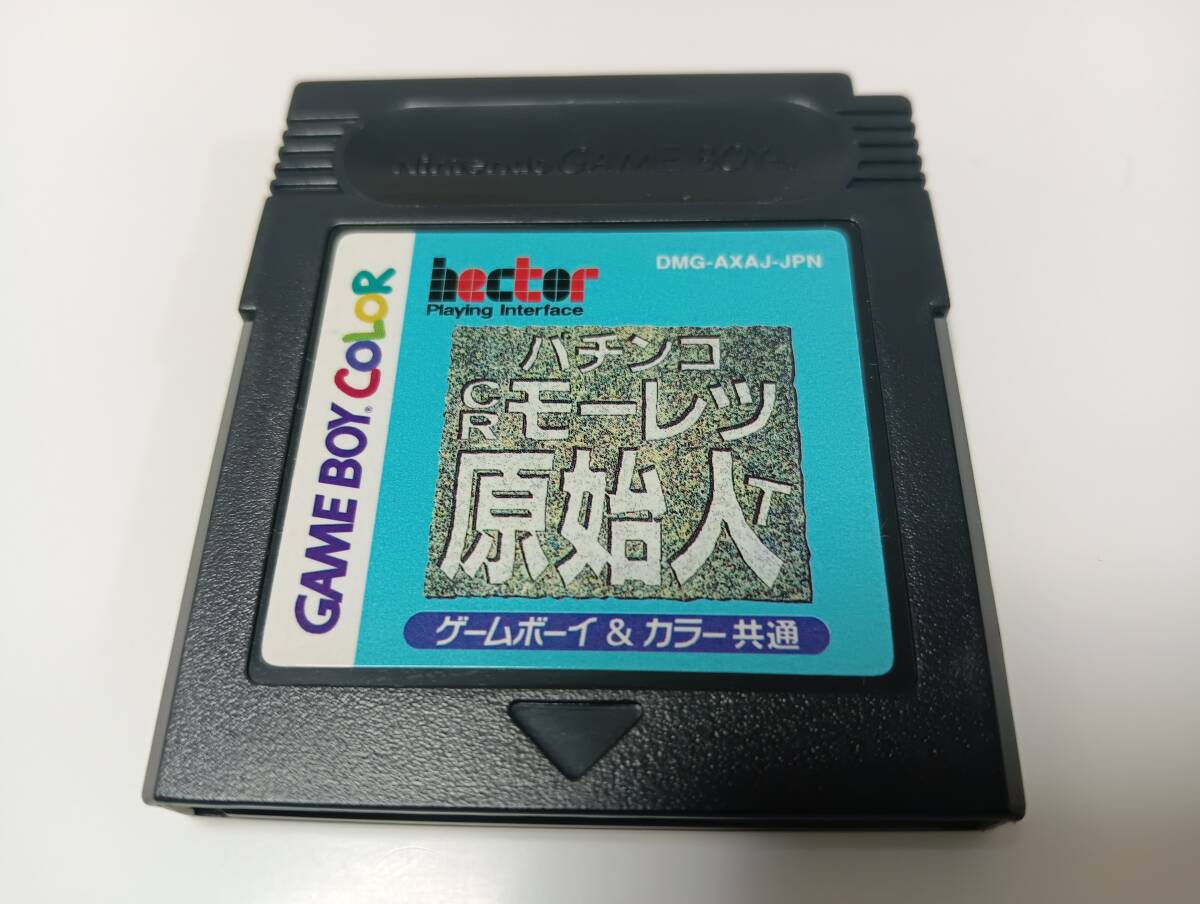 Nintendo GAME BOY™
GAME BOY® COLOR
hector
Playing Interface
DMG-AXAJ-JPN
パチンコ
CRモーレツ
原始人T
ゲームボーイ & カラー共通